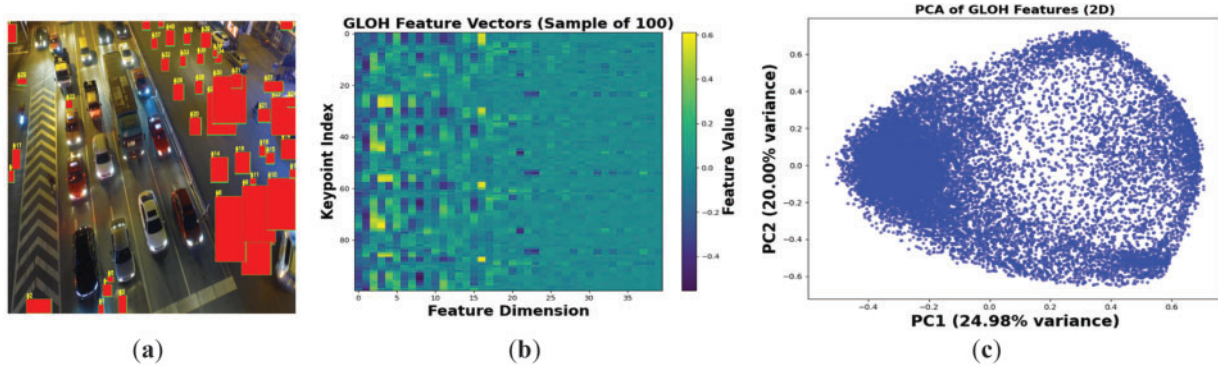 GLOH Feature Vectors (Sample of 100)
0
20
40
60
80
Keypoint Index
0 5 10 15 20 25 30 35
Feature Dimension
0.6
0.4
0.2
0.0
−0.2
−0.4
Feature Value
PCA of GLOH Features (2D)
0.6
0.4
0.2
0.0
−0.2
−0.4
−0.6
PC2 (20.00% variance)
−0.4 −0.2 0.0 0.2 0.4 0.6
PC1 (24.98% variance)
(a) (b) (c)